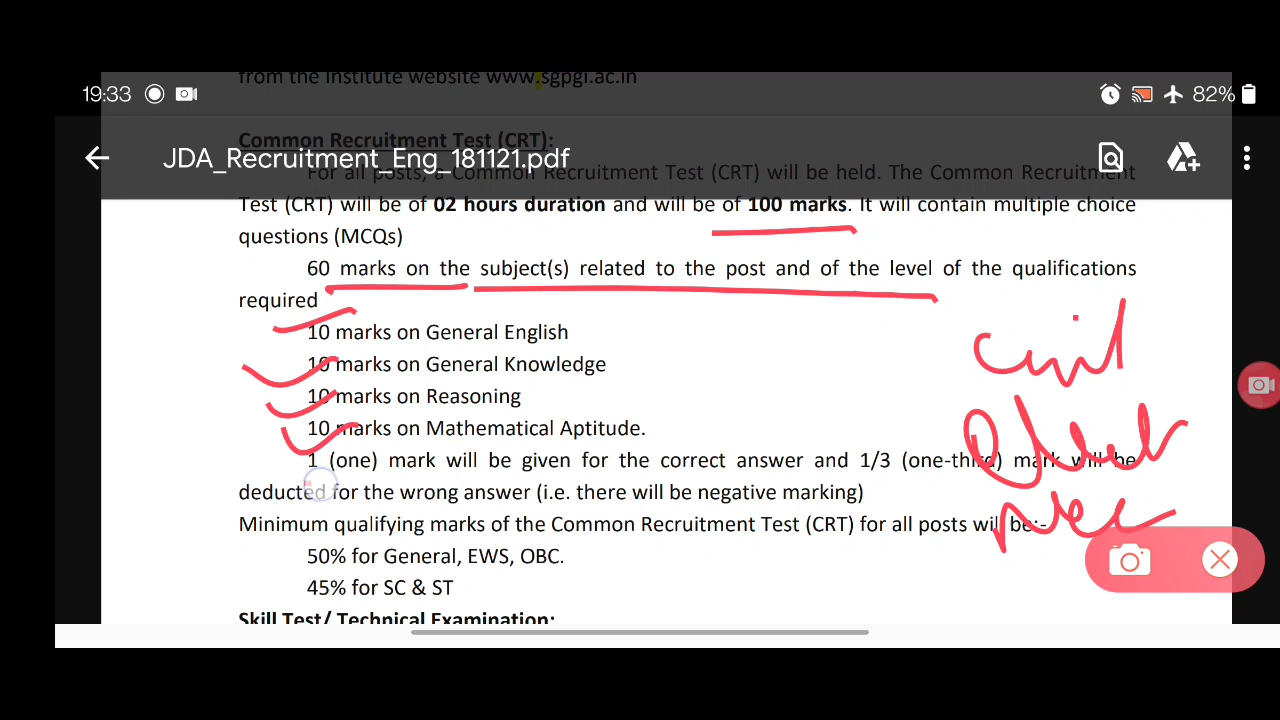 from the Institute website www.sgpgi.ac.in
19:33 82%
Common Recruitment Test (CRT):
JDA_Recruitment_Eng_181121.pdf
For all posts, a Common Recruitment Test (CRT) will be held. The Common Recruitment
Test (CRT) will be of 02 hours duration and will be of 100 marks. It will contain multiple choice
questions (MCQs)
60 marks on the subject(s) related to the post and of the level of the qualifications
required
10 marks on General English
10 marks on General Knowledge
10 marks on Reasoning
10 marks on Mathematical Aptitude.
1 (one) mark will be given for the correct answer and 1/3 (one-third) mark will be
deducted for the wrong answer (i.e. there will be negative marking)
Minimum qualifying marks of the Common Recruitment Test (CRT) for all posts will be:-
50% for General, EWS, OBC.
45% for SC & ST
Skill Test/ Technical Examination:
Civil